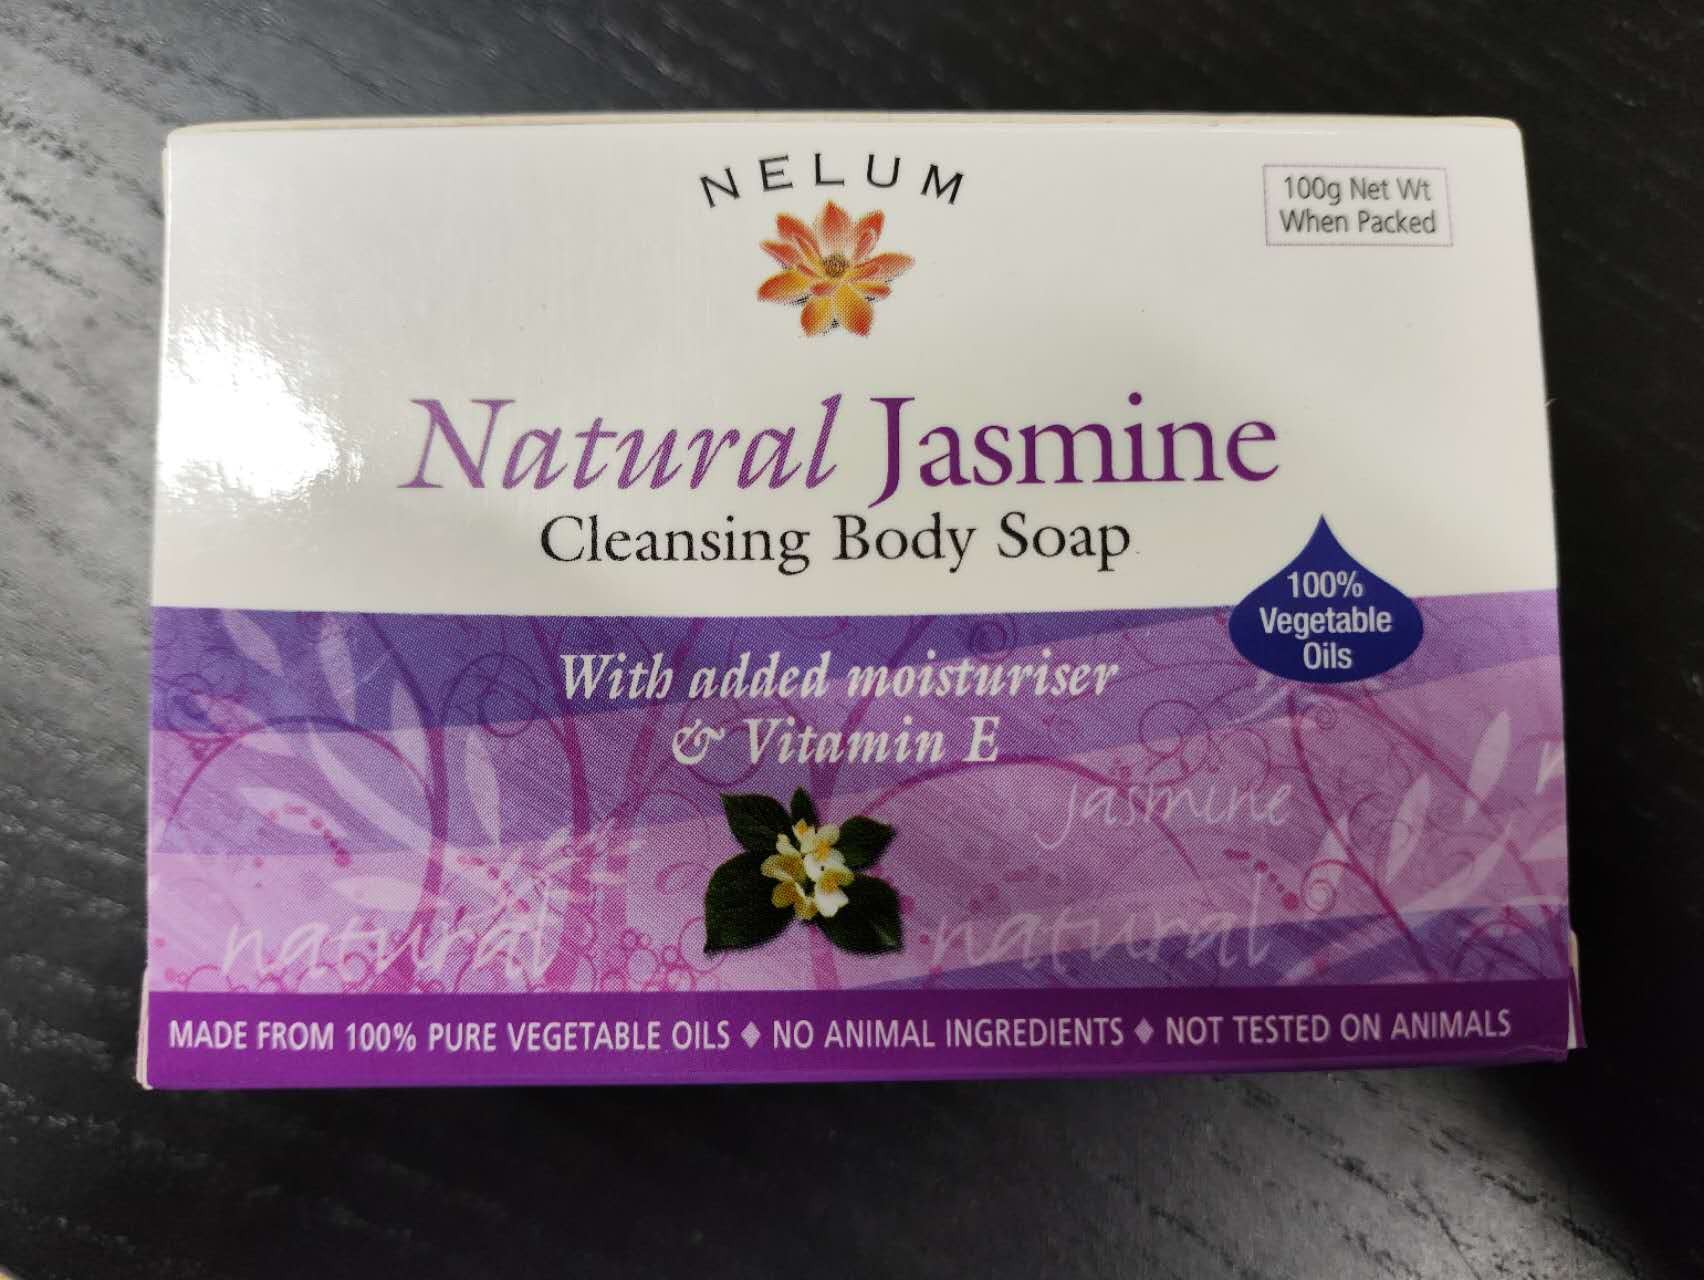 NELUM
100g Net Wt
When Packed
Natural Jasmine
Cleansing Body Soap
100%
Vegetable
Oils
With added moisturiser
& Vitamin E
jasmine
natural
natural
MADE FROM 100% PURE VEGETABLE OILS ◆ NO ANIMAL INGREDIENTS ◆ NOT TESTED ON ANIMALS